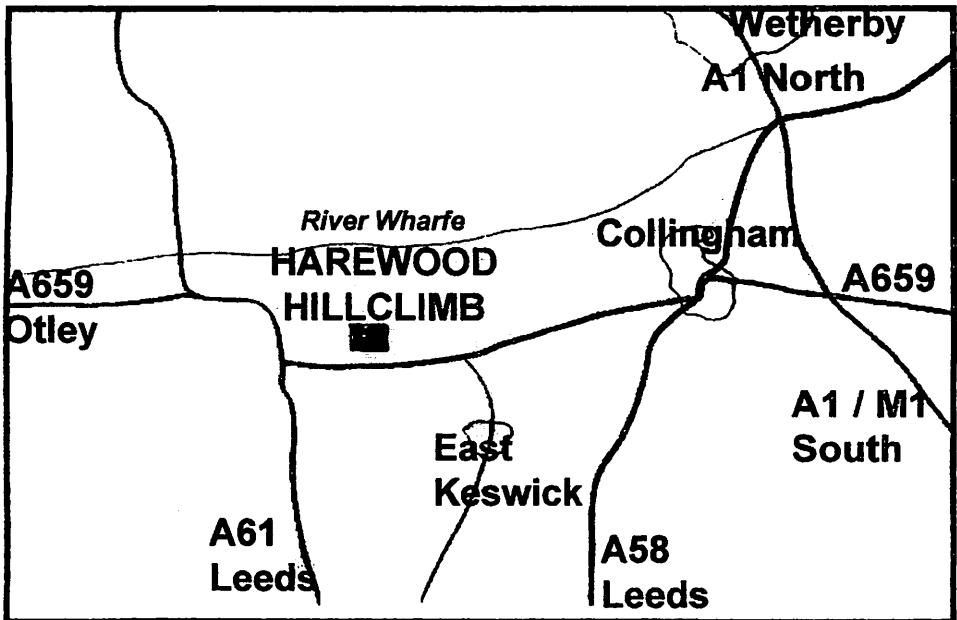 Wetherby
A1 North
River Wharfe
Collingham
HAREWOOD
HILLCLIMB
A659
Otley
A659
A1 / M1
South
East
Keswick
A61
Leeds
A58
Leeds